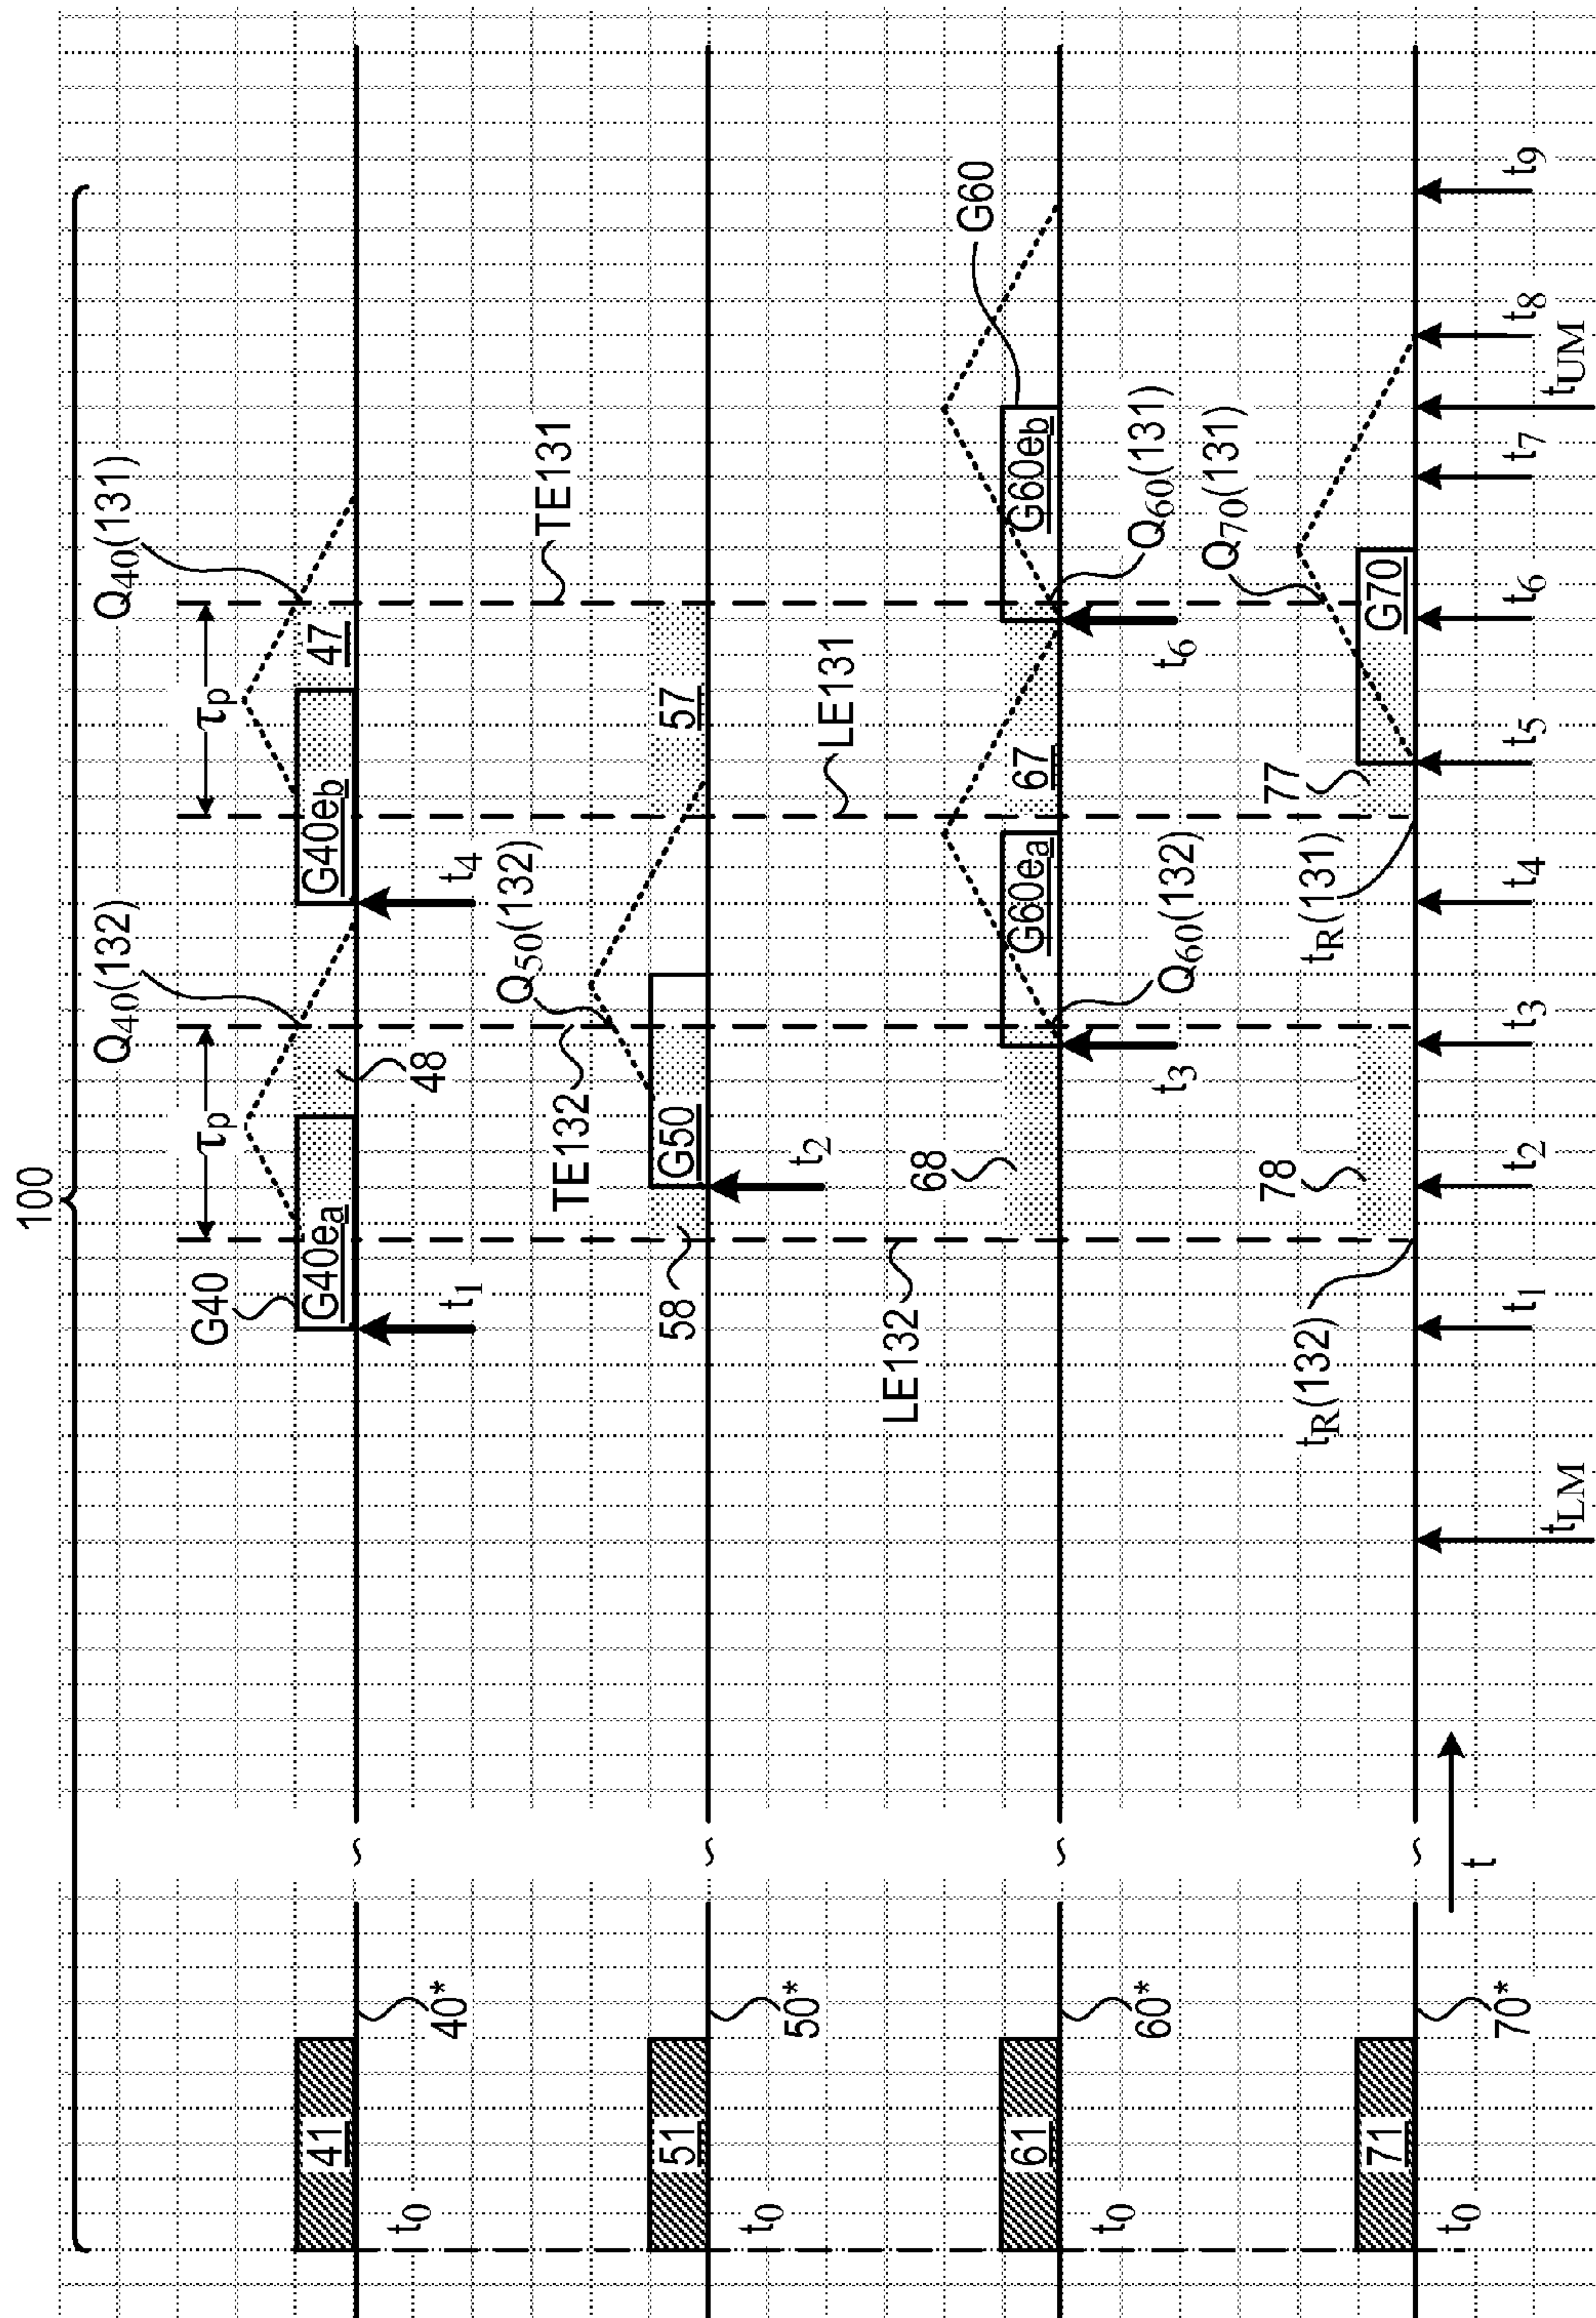 100
τp
τp
Q40(132)
Q40(131)
G40
41
G40ea
48
G40eb
47
t0
40*
t1
t4
TE132
Q50(132)
TE131
51
58
G50
57
t0
50*
t2
LE132
LE131
G60
61
68
G60ea
67
G60eb
t0
60*
t3
Q60(132)
t6
Q60(131)
tR(132)
78
77
Q70(131)
71
G70
t0
70*
tR(131)
t
tLM
t1
t2
t3
t4
t5
t6
t7
tUM
t8
t9